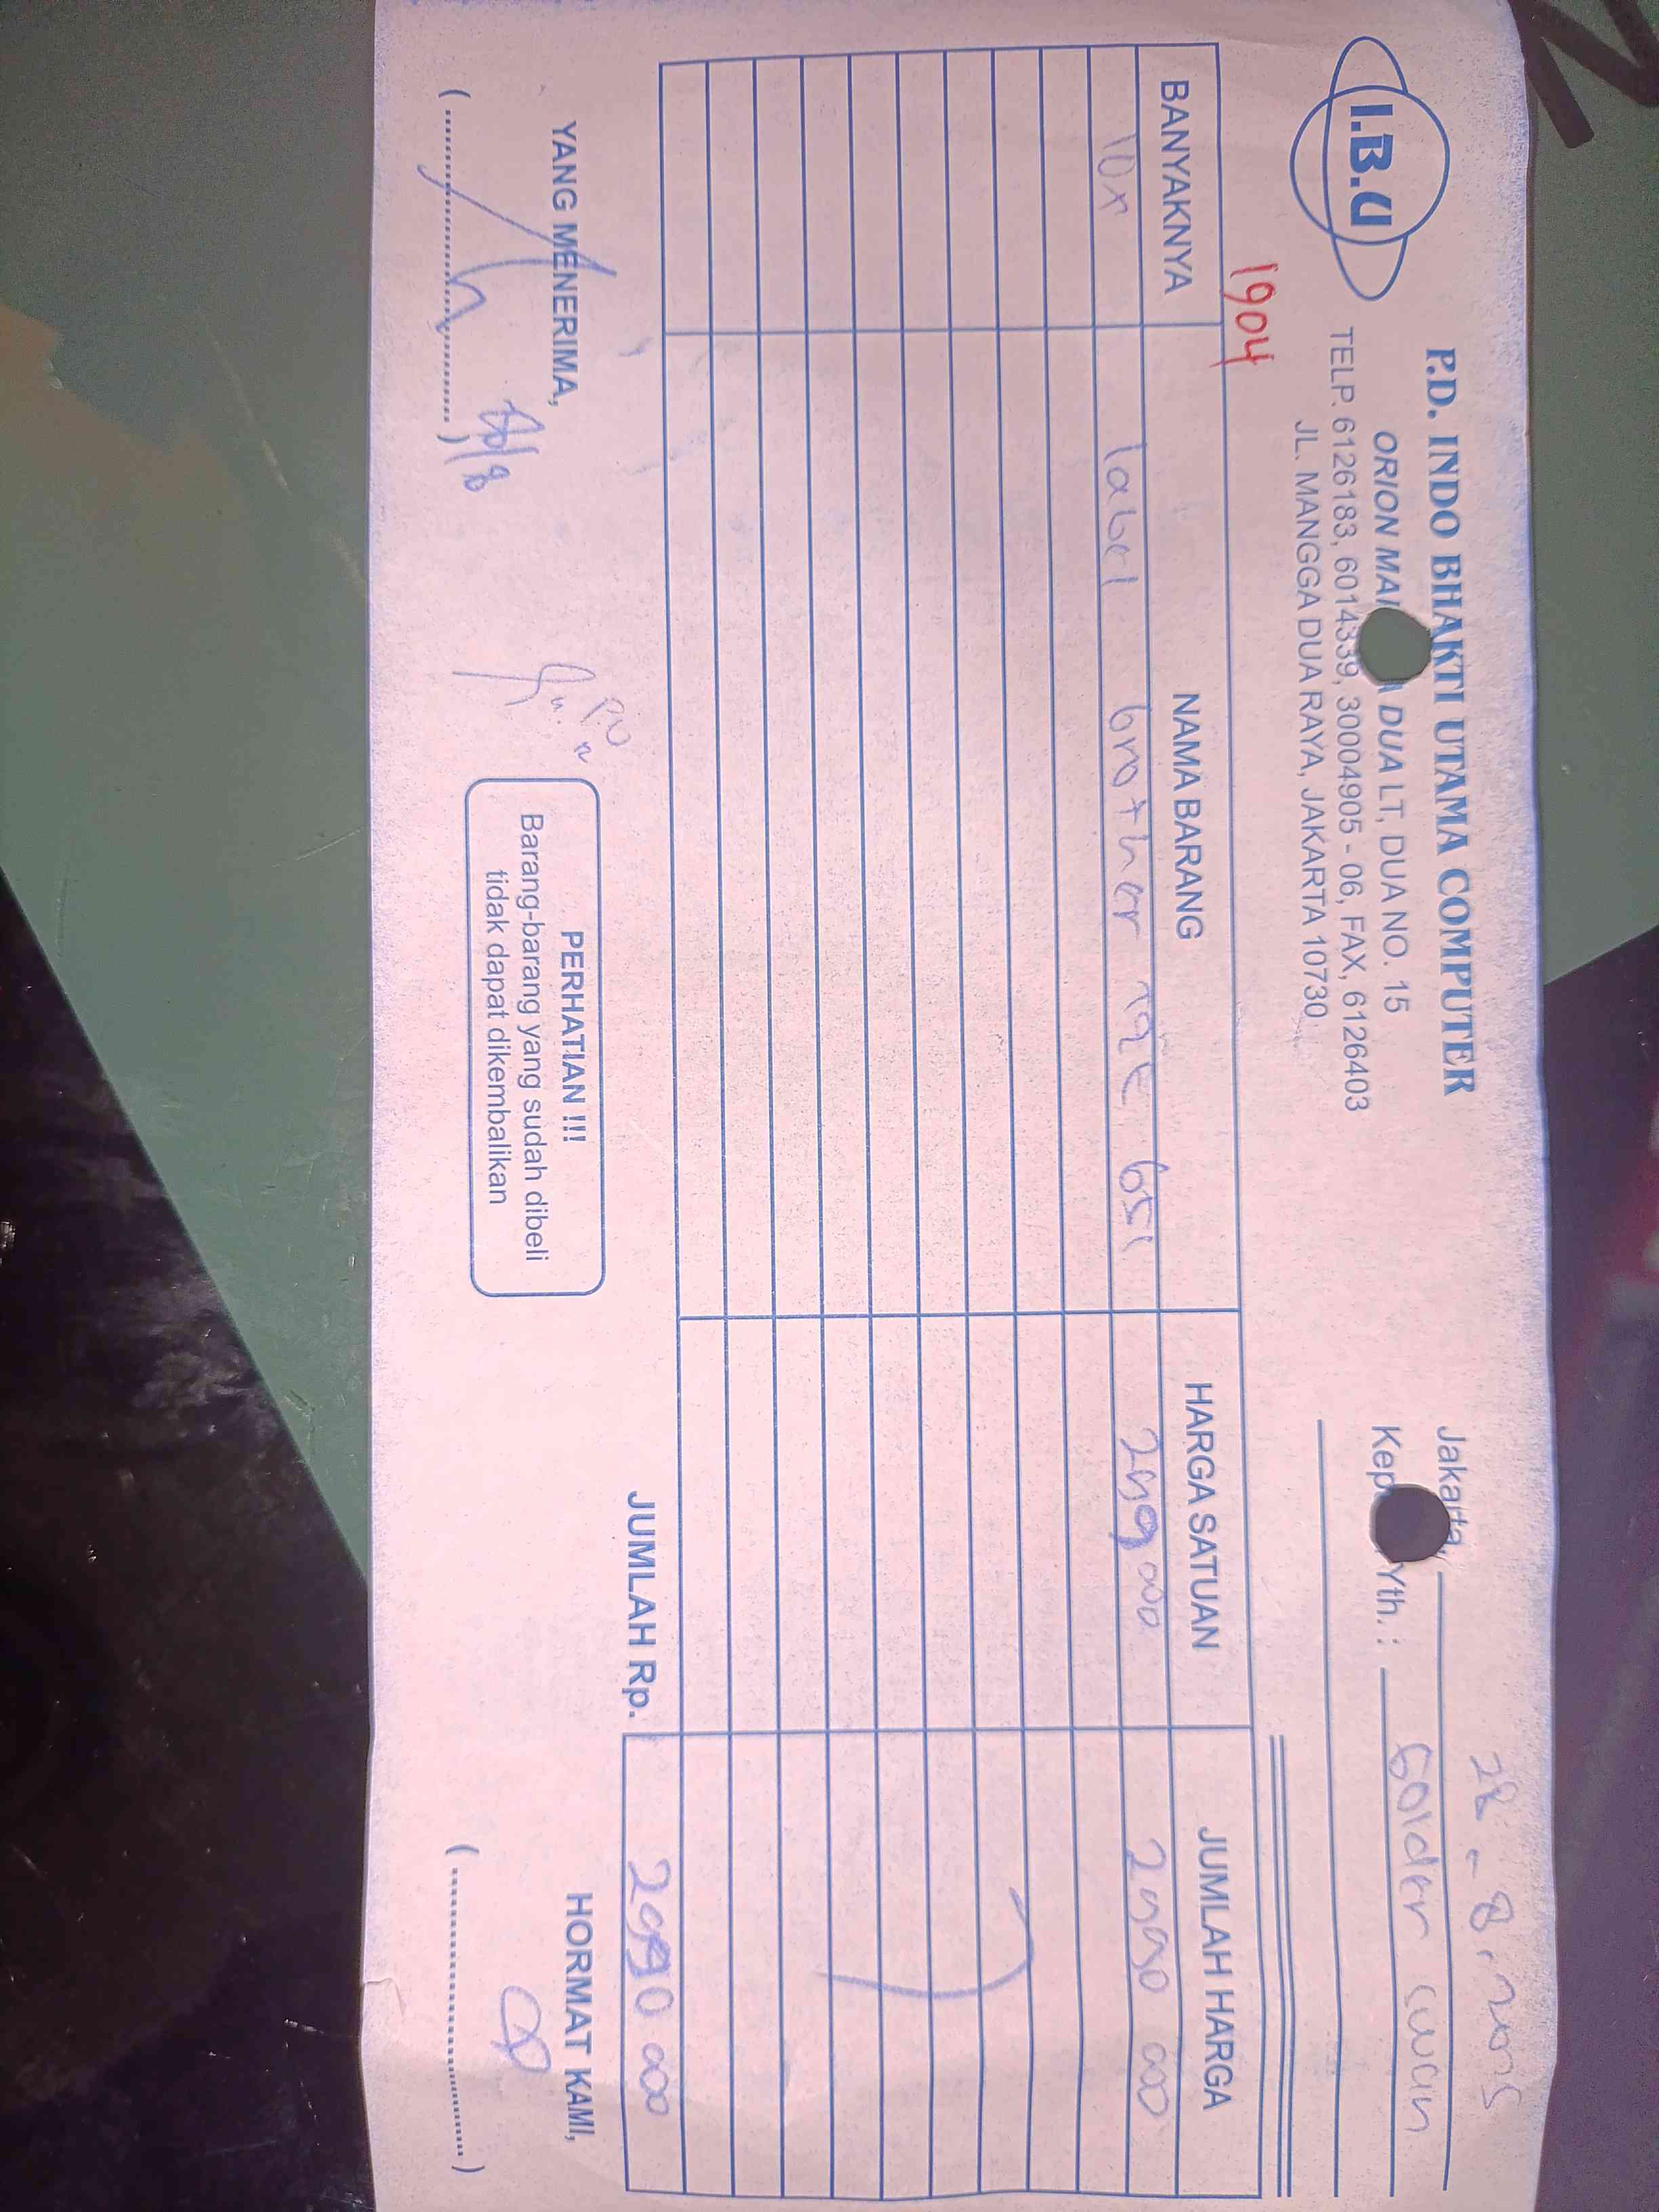 I.B.U
P.D. INDO BHAKTI UTAMA COMPUTER
ORION MA DUA LT. DUA NO. 15
TELP. 6126183, 6014339, 30004905 - 06, FAX, 6126403
JL. MANGGA DUA RAYA, JAKARTA 10730
Jakarta, 28 - 8 . 2025
Kep Yth. :
1904
BANYAKNYA NAMA BARANG HARGA SATUAN JUMLAH HARGA
10x label brother 651 299 000 2990 000
JUMLAH Rp. 2990 000
YANG MENERIMA,
HORMAT KAMI,
PERHATIAN !!!
Barang-barang yang sudah dibeli
tidak dapat dikembalikan